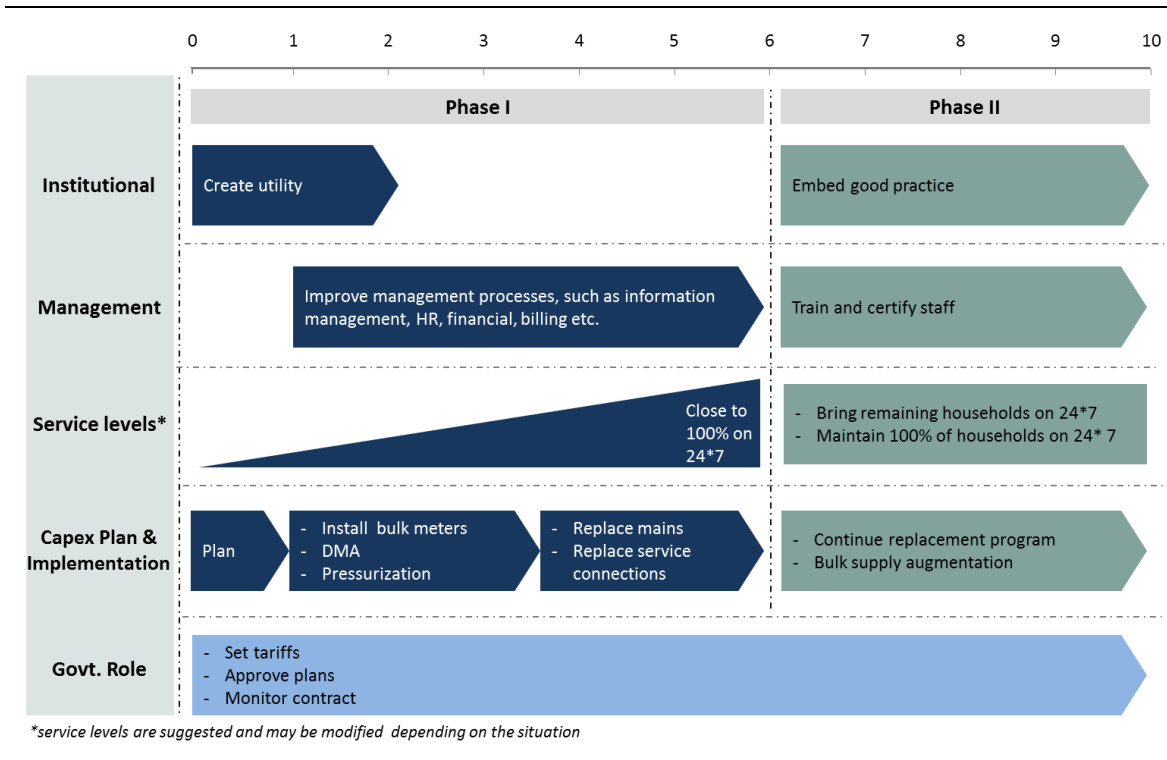 0 1 2 3 4 5 6 7 8 9 10
Phase I
Phase II
Institutional
Create utility
Embed good practice
Management
Improve management processes, such as information
management, HR, financial, billing etc.
Train and certify staff
Service levels*
Close to
100% on
24*7
- Bring remaining households on 24*7
- Maintain 100% of households on 24* 7
Capex Plan &
Implementation
Plan
- Install bulk meters
- DMA
- Pressurization
- Replace mains
- Replace service
connections
- Continue replacement program
- Bulk supply augmentation
Govt. Role
- Set tariffs
- Approve plans
- Monitor contract
*service levels are suggested and may be modified depending on the situation